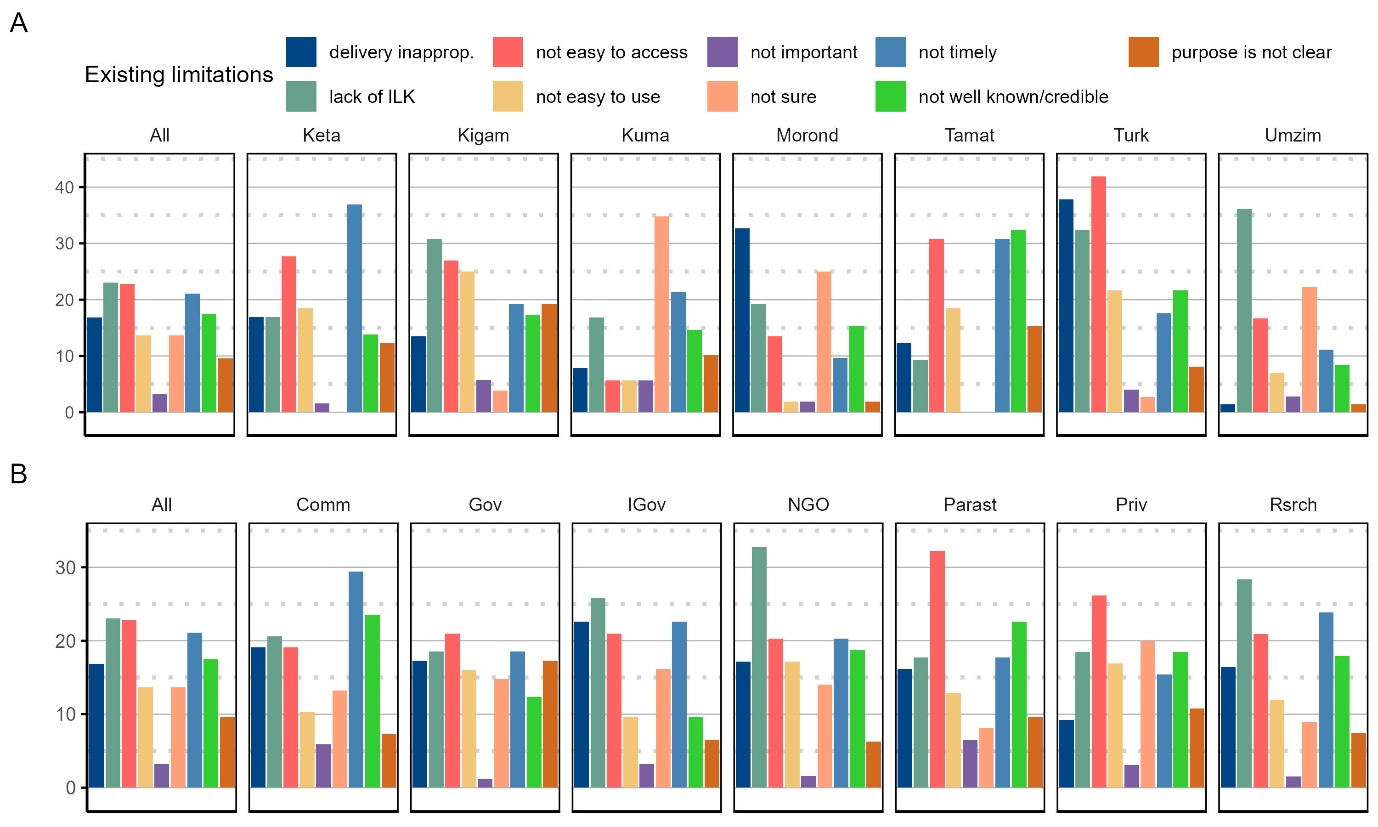 A
Existing limitations
delivery inapprop.
not easy to access
not important
not timely
purpose is not clear
lack of ILK
not easy to use
not sure
not well known/credible
All Keta Kigam Kuma Morond Tamat Turk Umzim
40
30
20
10
0
B
All Comm Gov IGov NGO Parast Priv Rsrch
30
20
10
0